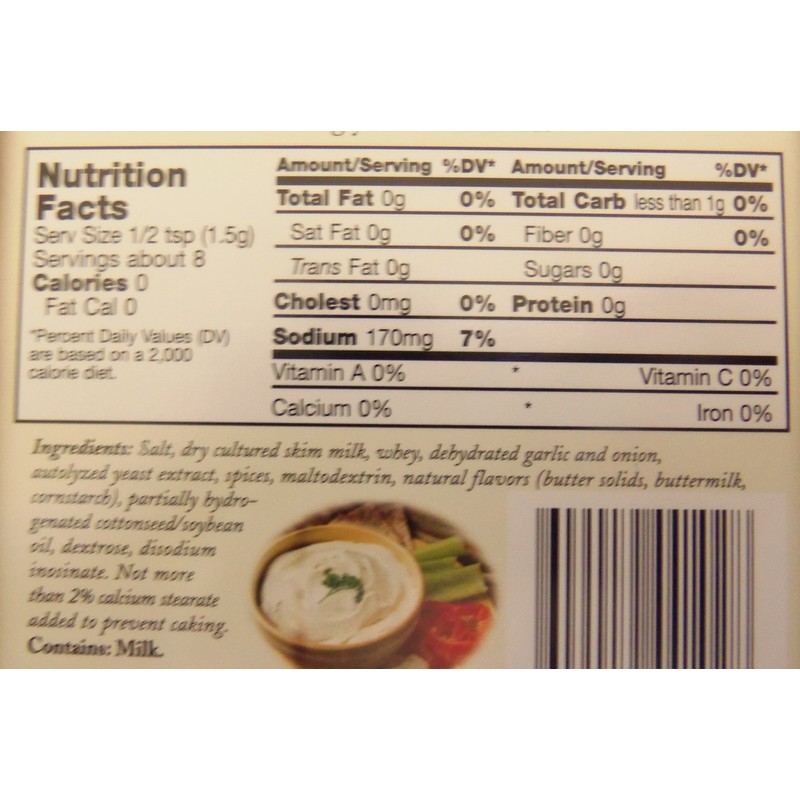 Nutrition
Facts
Serv Size 1/2 tsp (1.5g)
Servings about 8
Calories 0
Fat Cal 0
*Percent Daily Values (DV)
are based on a 2,000
calorie diet.
Amount/Serving %DV* Amount/Serving %DV*
Total Fat 0g 0% Total Carb less than 1g 0%
Sat Fat 0g 0% Fiber 0g 0%
Trans Fat 0g Sugars 0g
Cholest 0mg 0% Protein 0g
Sodium 170mg 7%
Vitamin A 0% * Vitamin C 0%
Calcium 0% * Iron 0%
Ingredients: Salt, dry cultured skim milk, whey, dehydrated garlic and onion,
autolyzed yeast extract, spices, maltodextrin, natural flavors (butter solids, buttermilk,
cornstarch), partially hydro-
genated cottonseed/soybean
oil, dextrose, disodium
inosinate. Not more
than 2% calcium stearate
added to prevent caking.
Contains: Milk.